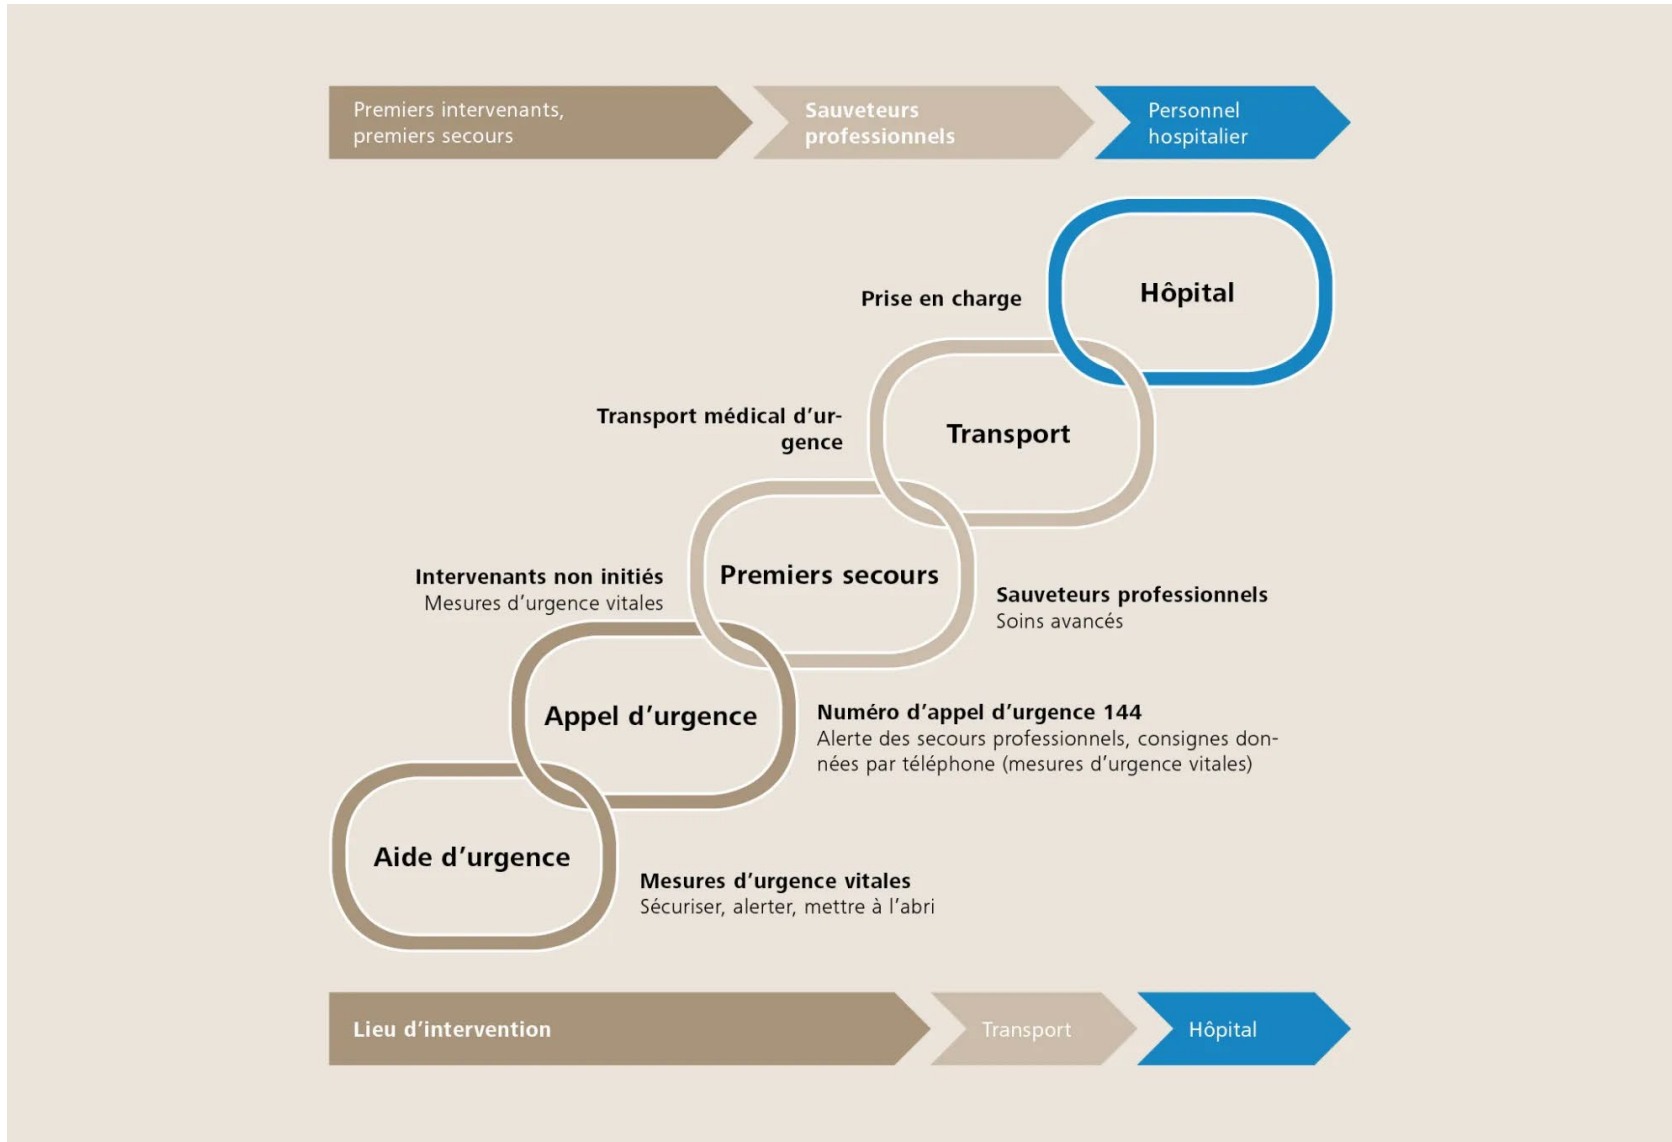 Premiers intervenants,
premiers secours
Sauveteurs
professionnels
Personnel
hospitalier
Hôpital
Prise en charge
Transport médical d’ur-
gence
Transport
Premiers secours
Intervenants non initiés
Mesures d’urgence vitales
Sauveteurs professionnels
Soins avancés
Appel d’urgence
Numéro d’appel d’urgence 144
Alerte des secours professionnels, consignes don-
nées par téléphone (mesures d’urgence vitales)
Aide d’urgence
Mesures d’urgence vitales
Sécuriser, alerter, mettre à l’abri
Lieu d’intervention
Transport
Hôpital